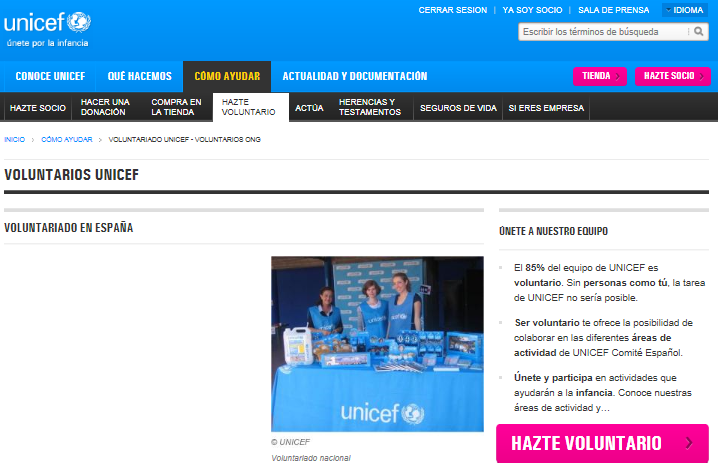 CERRAR SESION | YA SOY SOCIO | SALA DE PRENSA IDIOMA
unicef
únete por la infancia
Escribir los términos de búsqueda
CONOCE UNICEF QUÉ HACEMOS CÓMO AYUDAR ACTUALIDAD Y DOCUMENTACIÓN TIENDA HAZTE SOCIO
HAZTE SOCIO
HACER UNA
DONACIÓN
COMPRA EN
LA TIENDA
HAZTE
VOLUNTARIO
ACTÚA
HERENCIAS Y
TESTAMENTOS
SEGUROS DE VIDA
SI ERES EMPRESA
INICIO > CÓMO AYUDAR > VOLUNTARIADO UNICEF - VOLUNTARIOS ONG
VOLUNTARIOS UNICEF
VOLUNTARIADO EN ESPAÑA
unicef
© UNICEF
Voluntariado nacional
ÚNETE A NUESTRO EQUIPO
El 85% del equipo de UNICEF es
voluntario. Sin personas como tú, la tarea
de UNICEF no sería posible.
Ser voluntario te ofrece la posibilidad de
colaborar en las diferentes áreas de
actividad de UNICEF Comité Español.
Únete y participa en actividades que
ayudarán a la infancia. Conoce nuestras
áreas de actividad y...
HAZTE VOLUNTARIO